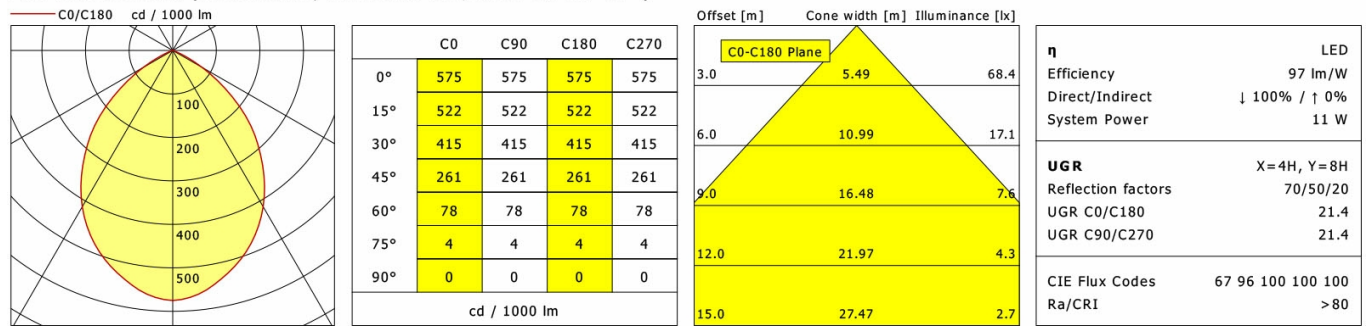 C0/C180 cd / 1000 lm
100
200
300
400
500
C0 C90 C180 C270
0° 575 575 575 575
15° 522 522 522 522
30° 415 415 415 415
45° 261 261 261 261
60° 78 78 78 78
75° 4 4 4 4
90° 0 0 0 0
cd / 1000 lm
Offset [m] Cone width [m] Illuminance [lx]
C0-C180 Plane
3.0 5.49 68.4
6.0 10.99 17.1
9.0 16.48 7.6
12.0 21.97 4.3
15.0 27.47 2.7
η LED
Efficiency 97 lm/W
Direct/Indirect ↓ 100% / ↑ 0%
System Power 11 W
UGR X=4H, Y=8H
Reflection factors 70/50/20
UGR C0/C180 21.4
UGR C90/C270 21.4
CIE Flux Codes 67 96 100 100 100
Ra/CRI >80